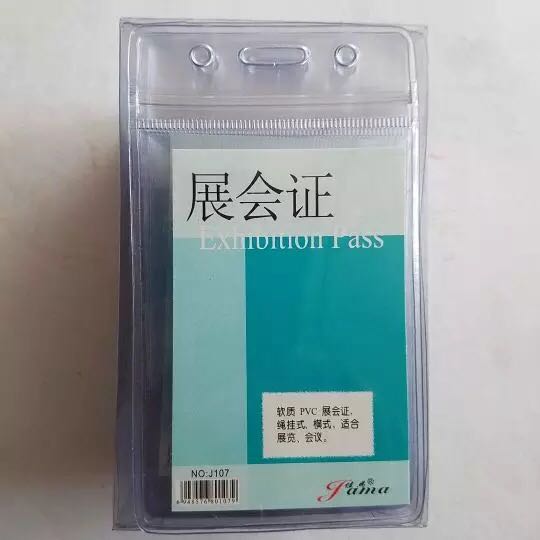 展会证
Exhibition Pass
软质 PVC 展会证，
绳挂式、横式、适合
展览、会议。
NO:J107
6948576801079
Jama®